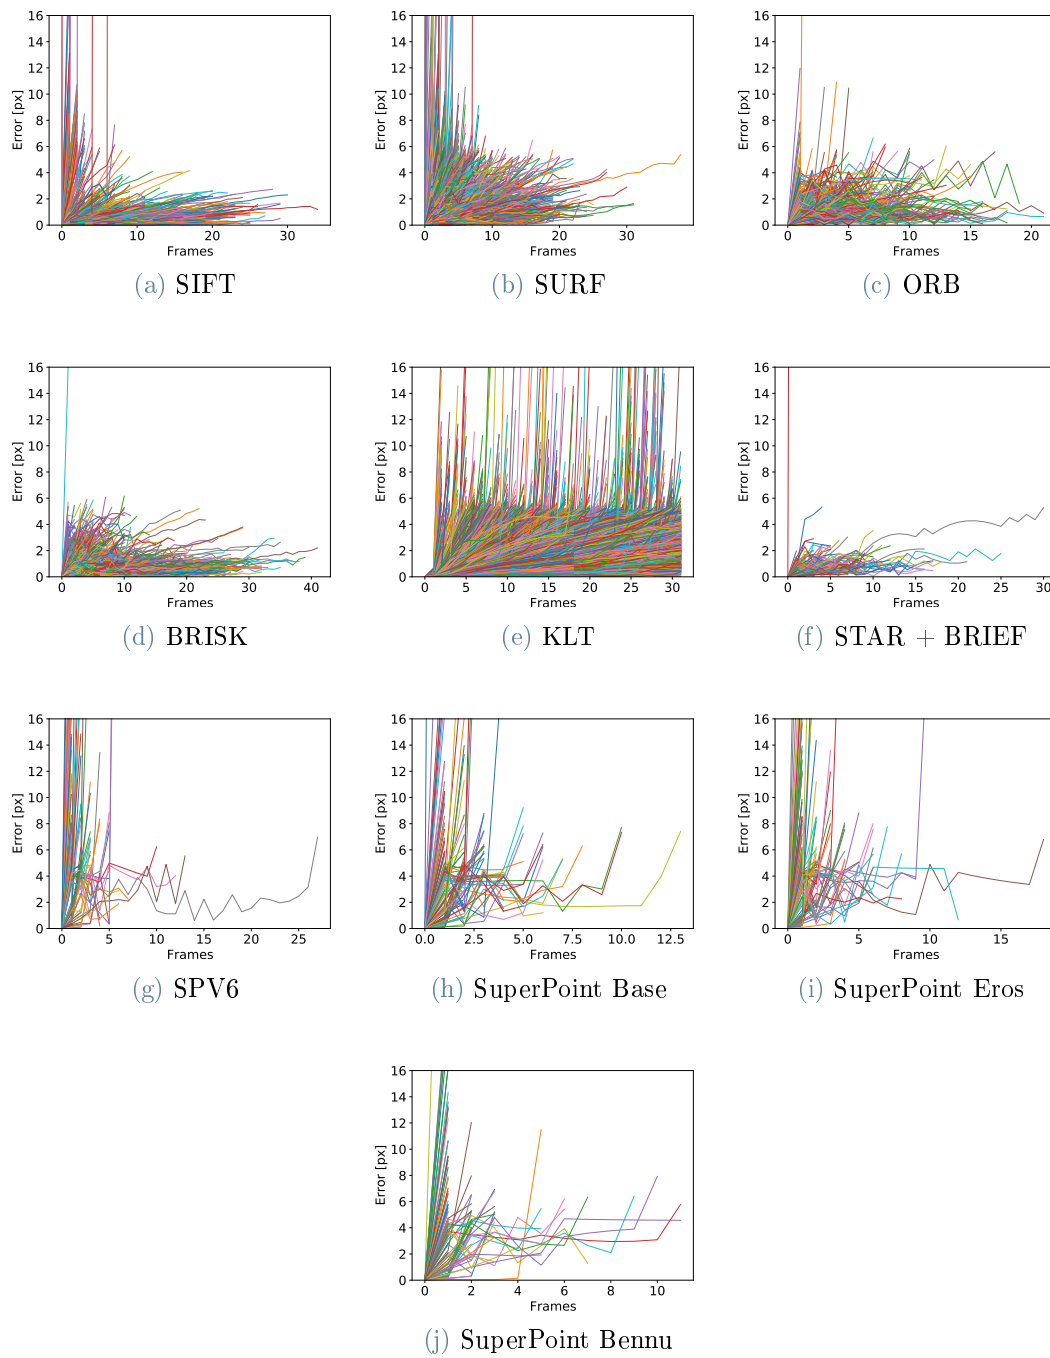 16
14
12
10
8
6
4
2
0
Error [px]
0 10 20 30
Frames
(a) SIFT
16
14
12
10
8
6
4
2
0
Error [px]
0 10 20 30
Frames
(b) SURF
16
14
12
10
8
6
4
2
0
Error [px]
0 5 10 15 20
Frames
(c) ORB
16
14
12
10
8
6
4
2
0
Error [px]
0 10 20 30 40
Frames
(d) BRISK
16
14
12
10
8
6
4
2
0
Error [px]
0 5 10 15 20 25 30
Frames
(e) KLT
16
14
12
10
8
6
4
2
0
Error [px]
0 5 10 15 20 25 30
Frames
(f) STAR + BRIEF
16
14
12
10
8
6
4
2
0
Error [px]
0 5 10 15 20 25
Frames
(g) SPV6
16
14
12
10
8
6
4
2
0
Error [px]
0.0 2.5 5.0 7.5 10.0 12.5
Frames
(h) SuperPoint Base
16
14
12
10
8
6
4
2
0
Error [px]
0 5 10 15
Frames
(i) SuperPoint Eros
16
14
12
10
8
6
4
2
0
Error [px]
0 2 4 6 8 10
Frames
(j) SuperPoint Bennu